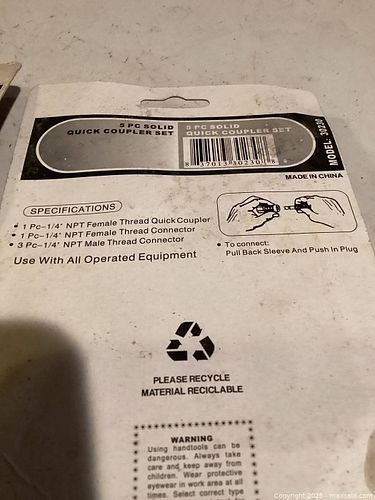 5 PC SOLID
QUICK COUPLER SET
5 PC SOLID
QUICK COUPLER SET
8 37013 30230 8
MODEL: 30230
MADE IN CHINA
SPECIFICATIONS
• 1 Pc-1/4" NPT Female Thread Quick Coupler
• 1 Pc-1/4" NPT Female Thread Connector
• 3 Pc-1/4" NPT Male Thread Connector
Use With All Operated Equipment
• To connect:
Pull Back Sleeve And Push In Plug
PLEASE RECYCLE
MATERIAL RECICLABLE
WARNING
Using handtools can be
dangerous. Always take
care and keep away from
children. Wear protective
eyewear in work area at all
times. Select correct type
Copyright 2025 - maxsold.com